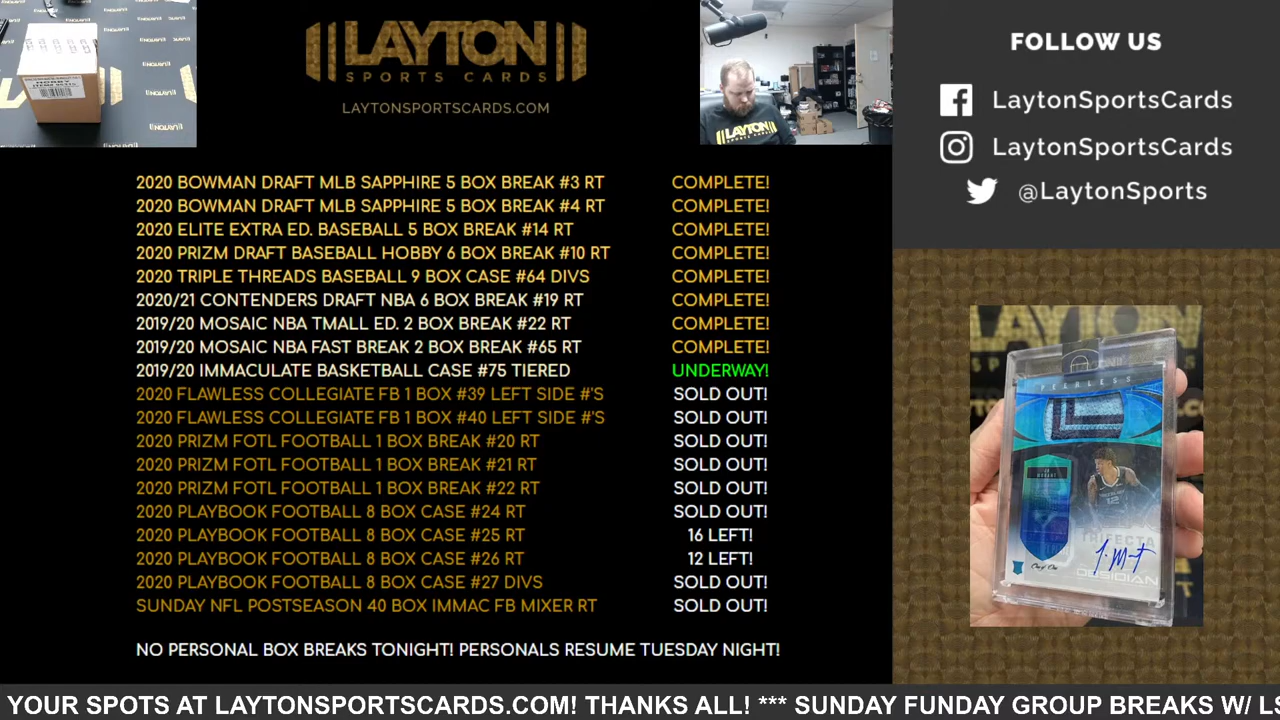 LAYTON
SPORTS CARDS
LAYTONSPORTSCARDS.COM
LAYTON
FOLLOW US
LaytonSportsCards
LaytonSportsCards
@LaytonSports
2020 BOWMAN DRAFT MLB SAPPHIRE 5 BOX BREAK #3 RT COMPLETE!
2020 BOWMAN DRAFT MLB SAPPHIRE 5 BOX BREAK #4 RT COMPLETE!
2020 ELITE EXTRA ED. BASEBALL 5 BOX BREAK #14 RT COMPLETE!
2020 PRIZM DRAFT BASEBALL HOBBY 6 BOX BREAK #10 RT COMPLETE!
2020 TRIPLE THREADS BASEBALL 9 BOX CASE #64 DIVS COMPLETE!
2020/21 CONTENDERS DRAFT NBA 6 BOX BREAK #19 RT COMPLETE!
2019/20 MOSAIC NBA TMALL ED. 2 BOX BREAK #22 RT COMPLETE!
2019/20 MOSAIC NBA FAST BREAK 2 BOX BREAK #65 RT COMPLETE!
2019/20 IMMACULATE BASKETBALL CASE #75 TIERED UNDERWAY!
2020 FLAWLESS COLLEGIATE FB 1 BOX #39 LEFT SIDE #'S SOLD OUT!
2020 FLAWLESS COLLEGIATE FB 1 BOX #40 LEFT SIDE #'S SOLD OUT!
2020 PRIZM FOTL FOOTBALL 1 BOX BREAK #20 RT SOLD OUT!
2020 PRIZM FOTL FOOTBALL 1 BOX BREAK #21 RT SOLD OUT!
2020 PRIZM FOTL FOOTBALL 1 BOX BREAK #22 RT SOLD OUT!
2020 PLAYBOOK FOOTBALL 8 BOX CASE #24 RT SOLD OUT!
2020 PLAYBOOK FOOTBALL 8 BOX CASE #25 RT 16 LEFT!
2020 PLAYBOOK FOOTBALL 8 BOX CASE #26 RT 12 LEFT!
2020 PLAYBOOK FOOTBALL 8 BOX CASE #27 DIVS SOLD OUT!
SUNDAY NFL POSTSEASON 40 BOX IMMAC FB MIXER RT SOLD OUT!
NO PERSONAL BOX BREAKS TONIGHT! PERSONALS RESUME TUESDAY NIGHT!
PEERLESS
TRIFECTA
OBSIDIAN
YOUR SPOTS AT LAYTONSPORTSCARDS.COM! THANKS ALL! *** SUNDAY FUNDAY GROUP BREAKS W/ LS